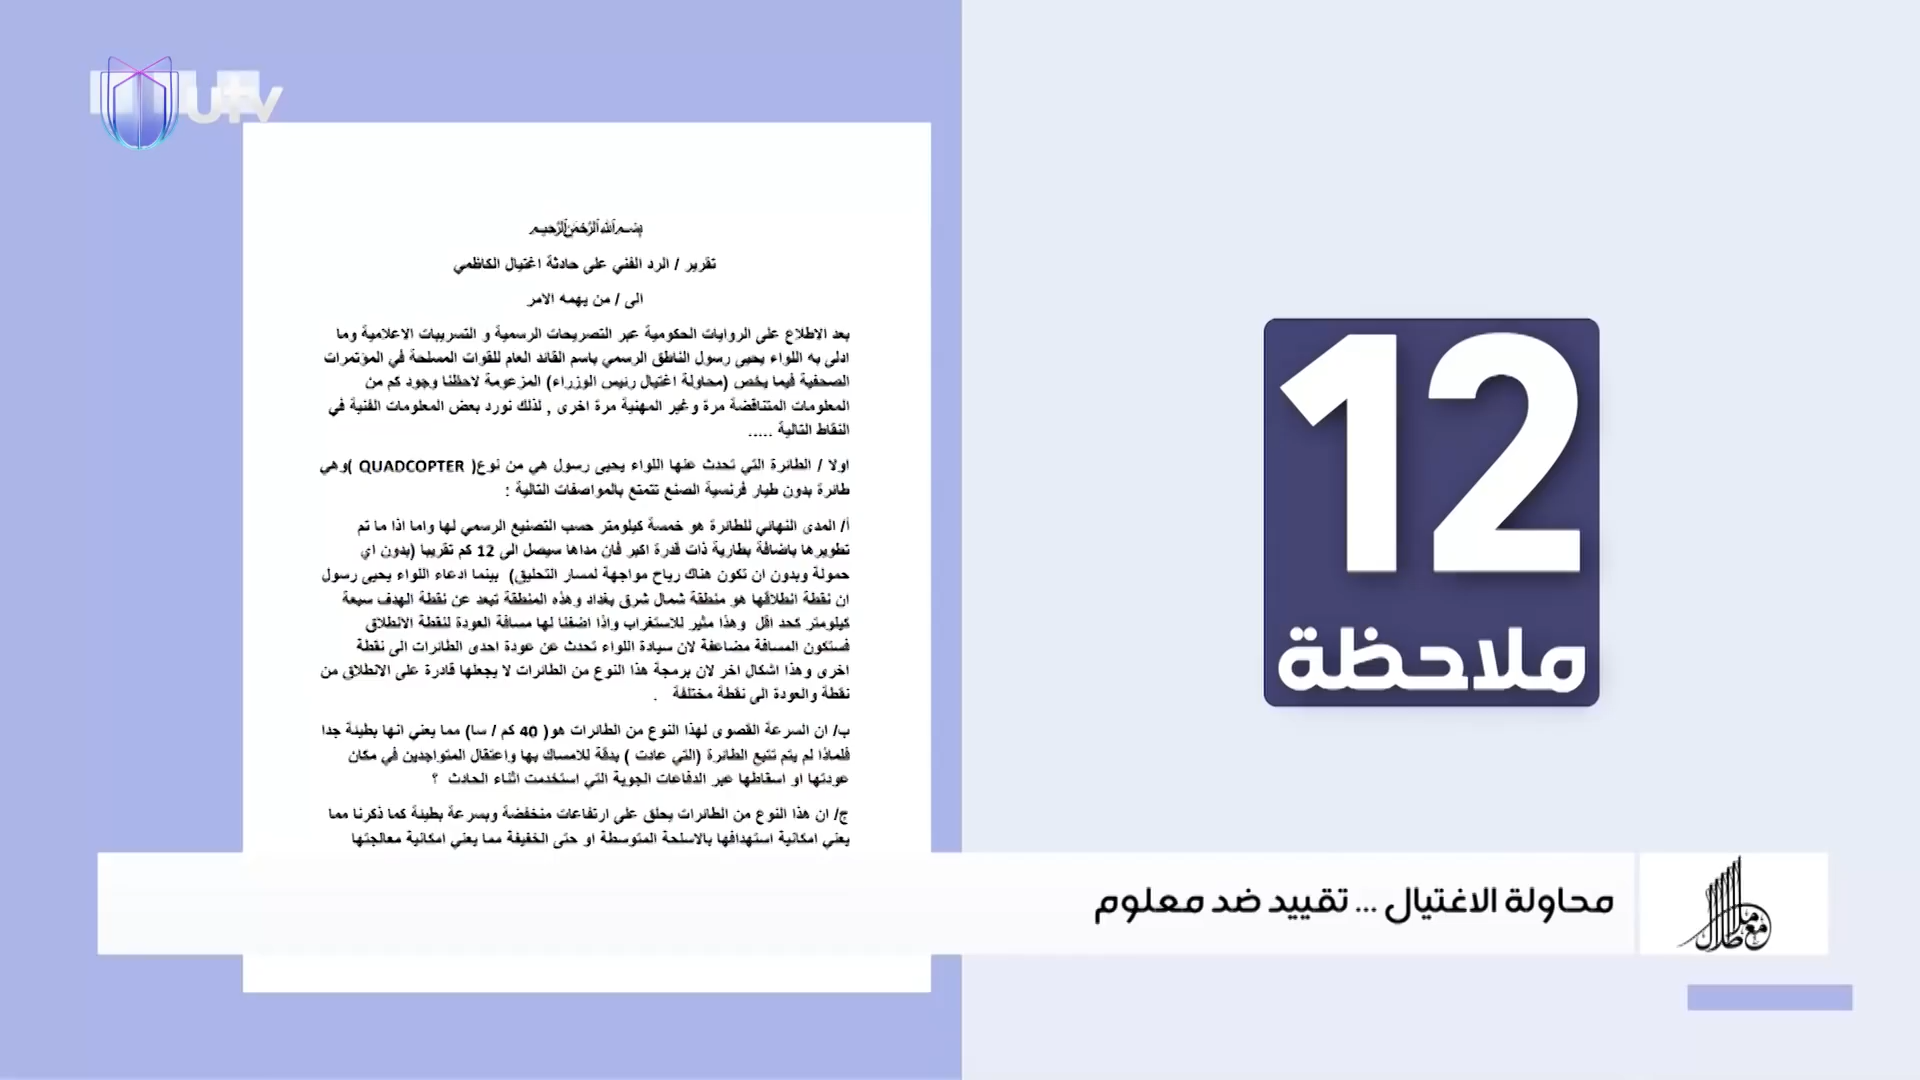 utv
بسم الله الرحمن الرحيم
تقرير / الرد الفني على حادثة اغتيال الكاظمي
الى / من يهمه الامر
بعد الإطلاع على الروايات الحكومية عبر التصريحات الرسمية و التسريبات الاعلامية وما
ادلى به اللواء يحيى رسول الناطق الرسمي باسم القائد العام للقوات المسلحة في المؤتمرات
الصحفية فيما يخص (محاولة اغتيال رئيس الوزراء) المزعومة لاحظنا وجود كم من
المعلومات المتناقضة مرة وغير المهنية مرة اخرى , لذلك نورد بعض المعلومات الفنية في
النقاط التالية .....
اولا / الطائرة التي تحدث عنها اللواء يحيى رسول هي من نوع( QUADCOPTER )وهي
طائرة بدون طيار فرنسية الصنع تتمتع بالمواصفات التالية :
أ/ المدى النهائي للطائرة هو خمسة كيلومتر حسب التصنيع الرسمي لها واما اذا ما تم
تطويرها باضافة بطارية ذات قدرة اكبر فان مداها سيصل الى 12 كم تقريبا (بدون اي
حمولة وبدون ان تكون هناك رياح مواجهة لمسار التحليق) بينما ادعاء اللواء يحيى رسول
ان نقطة انطلاقها هو منطقة شمال شرق بغداد وهذه المنطقة تبعد عن نقطة الهدف سبعة
كيلومتر كحد اقل وهذا مثير للاستغراب واذا اضفنا لها مسافة العودة لنقطة الانطلاق
فستكون المسافة مضاعفة لان سيادة اللواء تحدث عن عودة احدى الطائرات الى نقطة
اخرى وهذا اشكال اخر لان برمجة هذا النوع من الطائرات لا يجعلها قادرة على الانطلاق من
نقطة والعودة الى نقطة مختلفة .
ب/ ان السرعة القصوى لهذا النوع من الطائرات هو( 40 كم / سا) مما يعني انها بطيئة جدا
فلماذا لم يتم تتبع الطائرة (التي عادت ) بدقة للامساك بها واعتقال المتواجدين في مكان
عودتها او اسقاطها عبر الدفاعات الجوية التي استخدمت اثناء الحادث ؟
ج/ ان هذا النوع من الطائرات يحلق على ارتفاعات منخفضة وبسرعة بطيئة كما ذكرنا مما
يعني امكانية استهدافها بالاسلحة المتوسطة او حتى الخفيفة مما يعني امكانية معالجتها
12
ملاحظة
محاولة الاغتيال ... تقييد ضد معلوم
مع ملا طلال